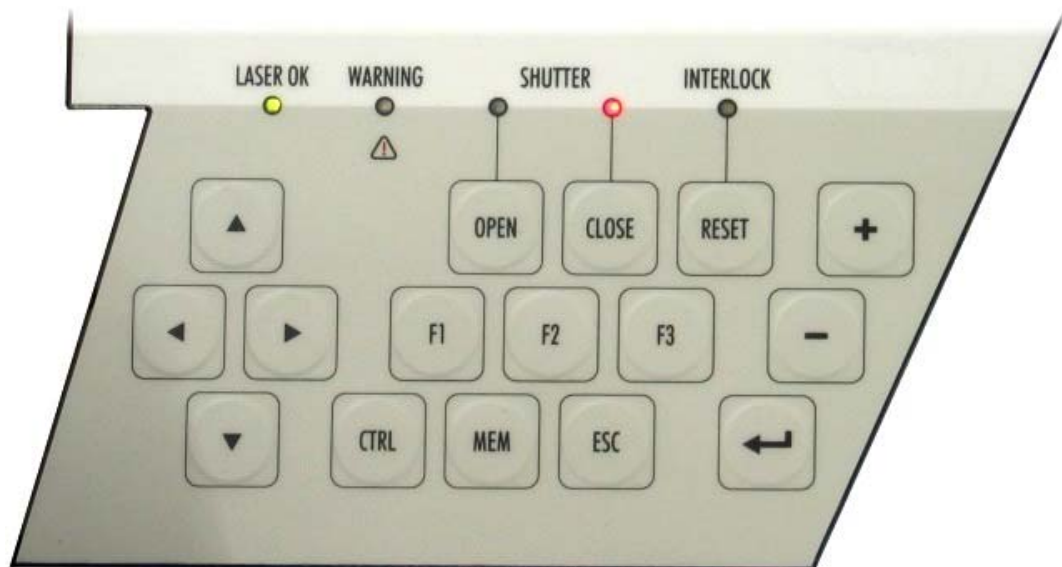 LASER OK WARNING SHUTTER INTERLOCK
OPEN CLOSE RESET +
F1 F2 F3 -
CTRL MEM ESC